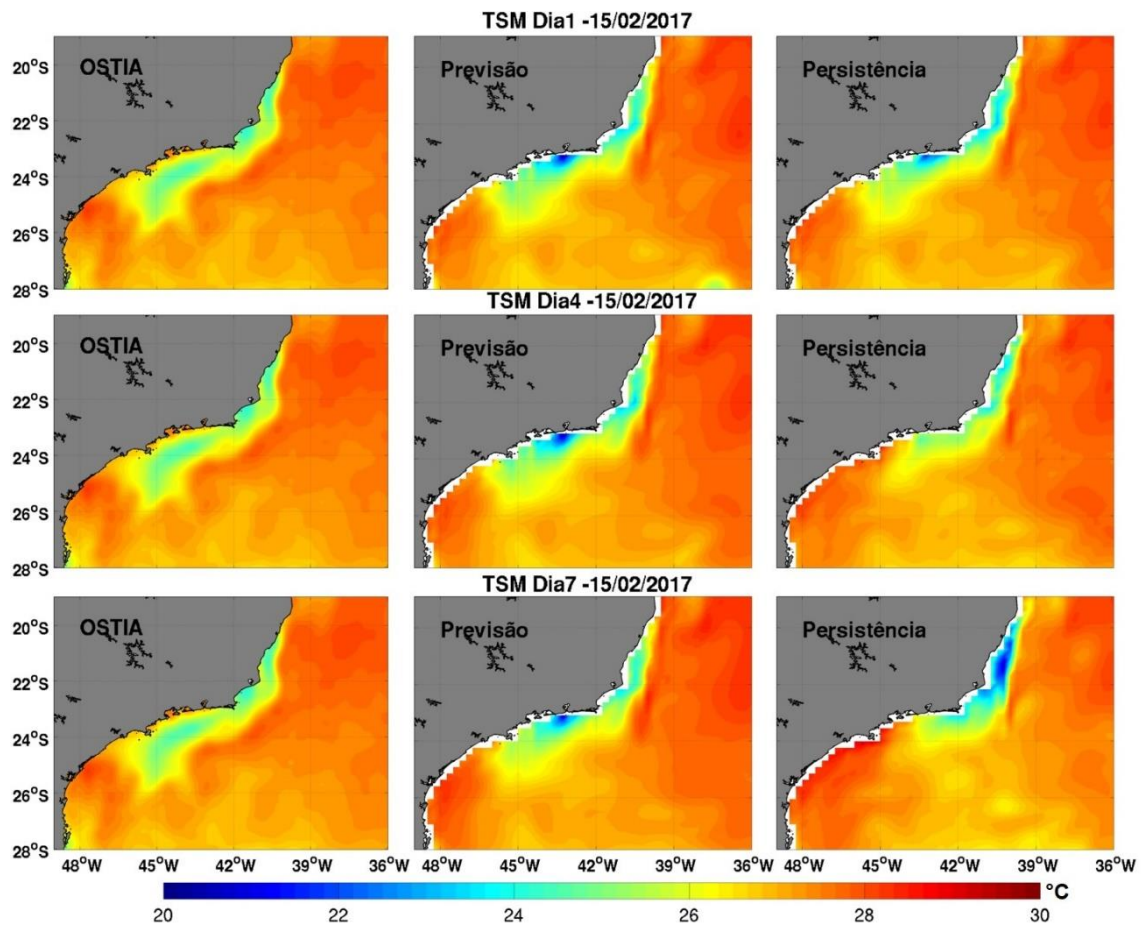 TSM Dia1 -15/02/2017
OSTIA
Previsão
Persistência
20°S
22°S
24°S
26°S
28°S
TSM Dia4 -15/02/2017
OSTIA
Previsão
Persistência
20°S
22°S
24°S
26°S
28°S
TSM Dia7 -15/02/2017
OSTIA
Previsão
Persistência
20°S
22°S
24°S
26°S
28°S
48°W 45°W 42°W 39°W 36°W 48°W 45°W 42°W 39°W 36°W 48°W 45°W 42°W 39°W 36°W
°C
20 22 24 26 28 30